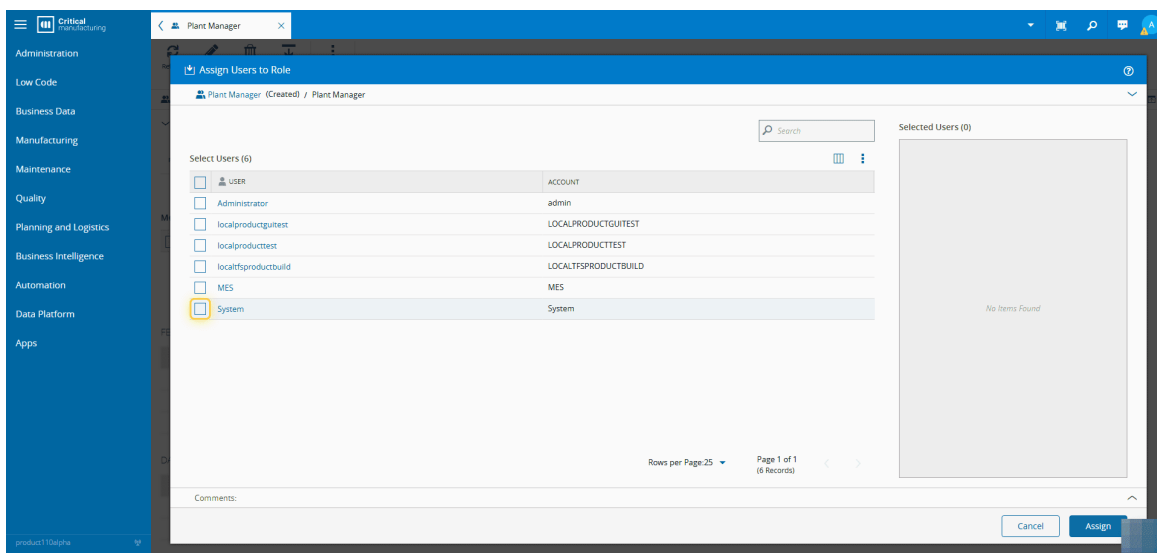 Critical
manufacturing
Plant Manager
Administration
Low Code
Business Data
Manufacturing
Maintenance
Quality
Planning and Logistics
Business Intelligence
Automation
Data Platform
Apps
product110alpha
Assign Users to Role
Plant Manager (Created) / Plant Manager
Search
Select Users (6)
USER ACCOUNT
Administrator admin
localproductguitest LOCALPRODUCTGUITEST
localproducttest LOCALPRODUCTTEST
localtfsproductbuild LOCALTFSPRODUCTBUILD
MES MES
System System
Rows per Page:25 Page 1 of 1
(6 Records)
Selected Users (0)
No Items Found
Comments:
Cancel Assign